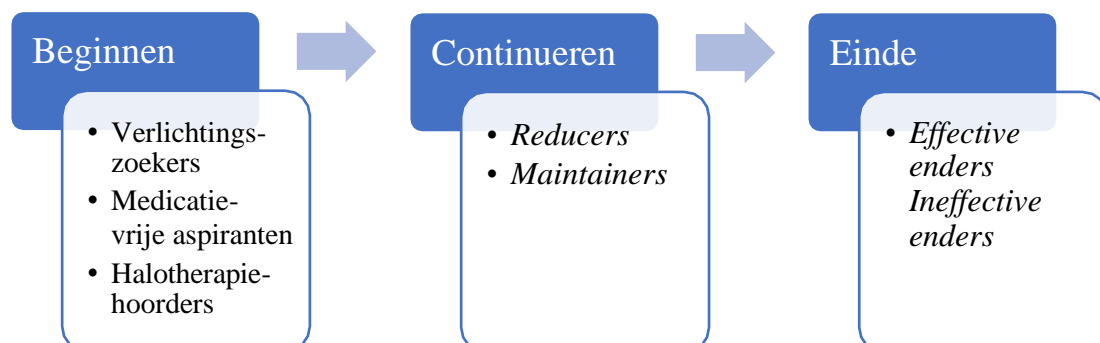 Beginnen
• Verlichtings-
zoekers
• Medicatie-
vrije aspiranten
• Halotherapie-
hoorders
Continueren
• Reducers
• Maintainers
Einde
• Effective
enders
Ineffective
enders